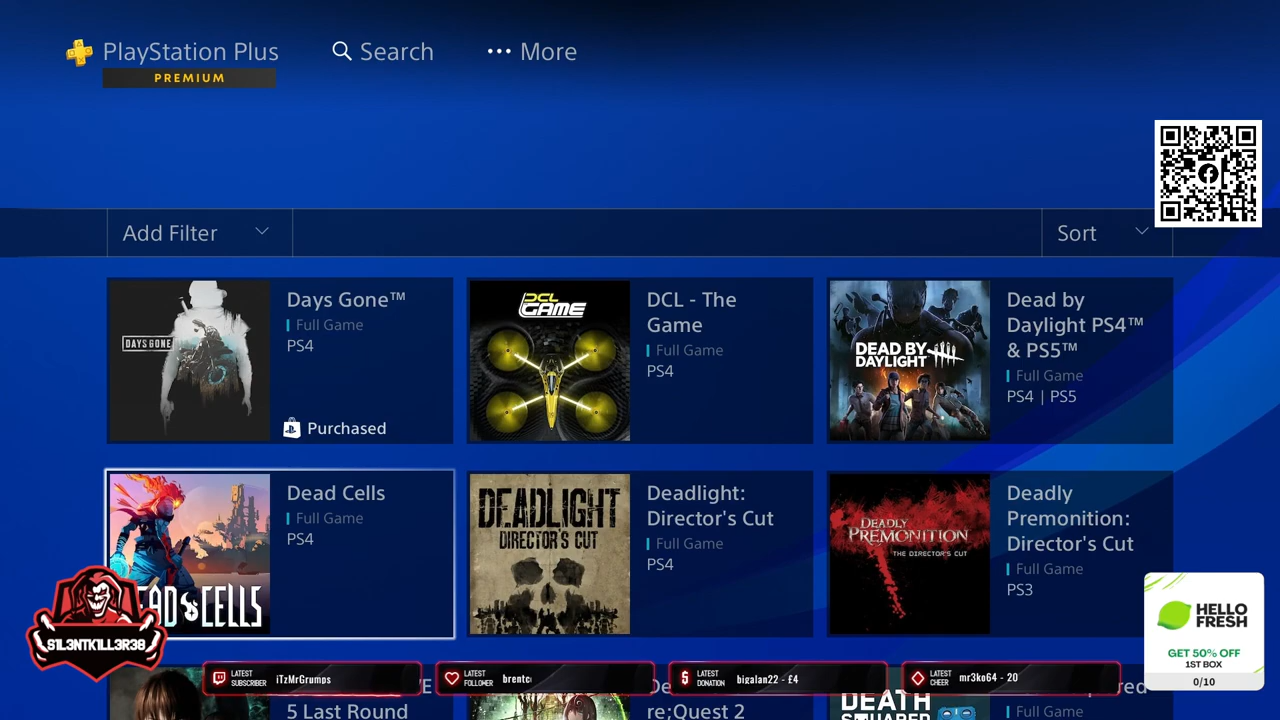 PlayStation Plus
PREMIUM
Search
More
Add Filter
Sort
DAYS GONE
Days Gone™
Full Game
PS4
Purchased
DCL
GAME
DCL - The
Game
Full Game
PS4
DEAD BY
DAYLIGHT
Dead by
Daylight PS4™
& PS5™
Full Game
PS4 | PS5
Dead Cells
Full Game
PS4
DEADLIGHT
DIRECTOR'S CUT
Deadlight:
Director's Cut
Full Game
PS4
DEADLY
PREMONITION
THE DIRECTOR'S CUT
Deadly
Premonition:
Director's Cut
Full Game
PS3
S1L3NTK1LL3R38
HELLO
FRESH
GET 50% OFF
1ST BOX
0/10
LATEST
SUBSCRIBER
iTzMrGrumps
LATEST
FOLLOWER
brentc
LATEST
DONATION
bigalan22 - £4
LATEST
CHEER
mr3ko64 - 20
5 Last Round
re;Quest 2
DEATH
Full Game